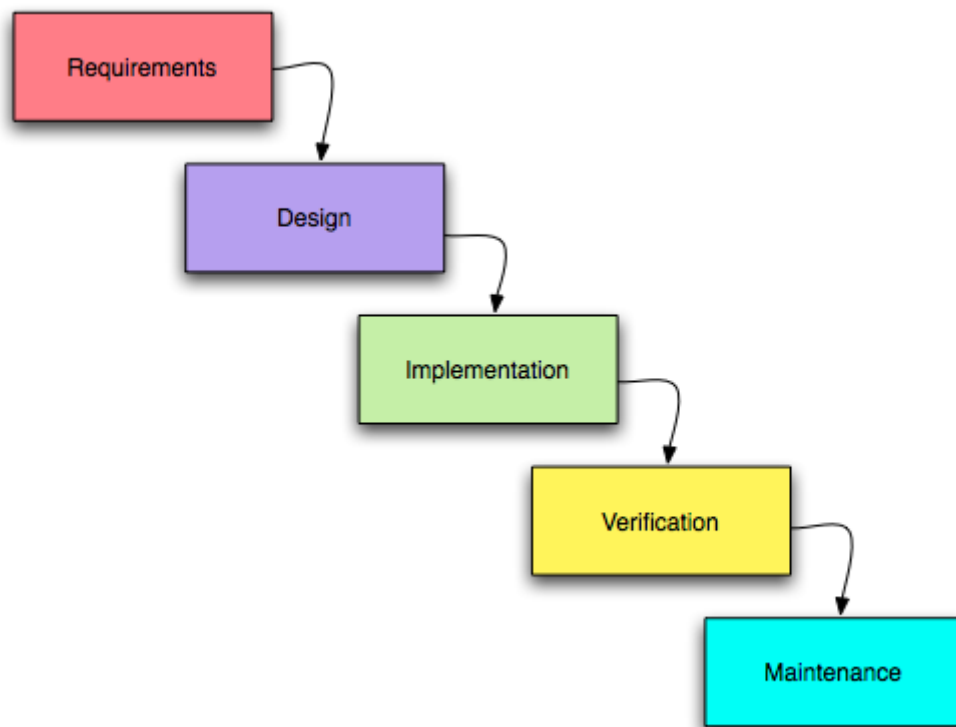 Requirements
Design
Implementation
Verification
Maintenance